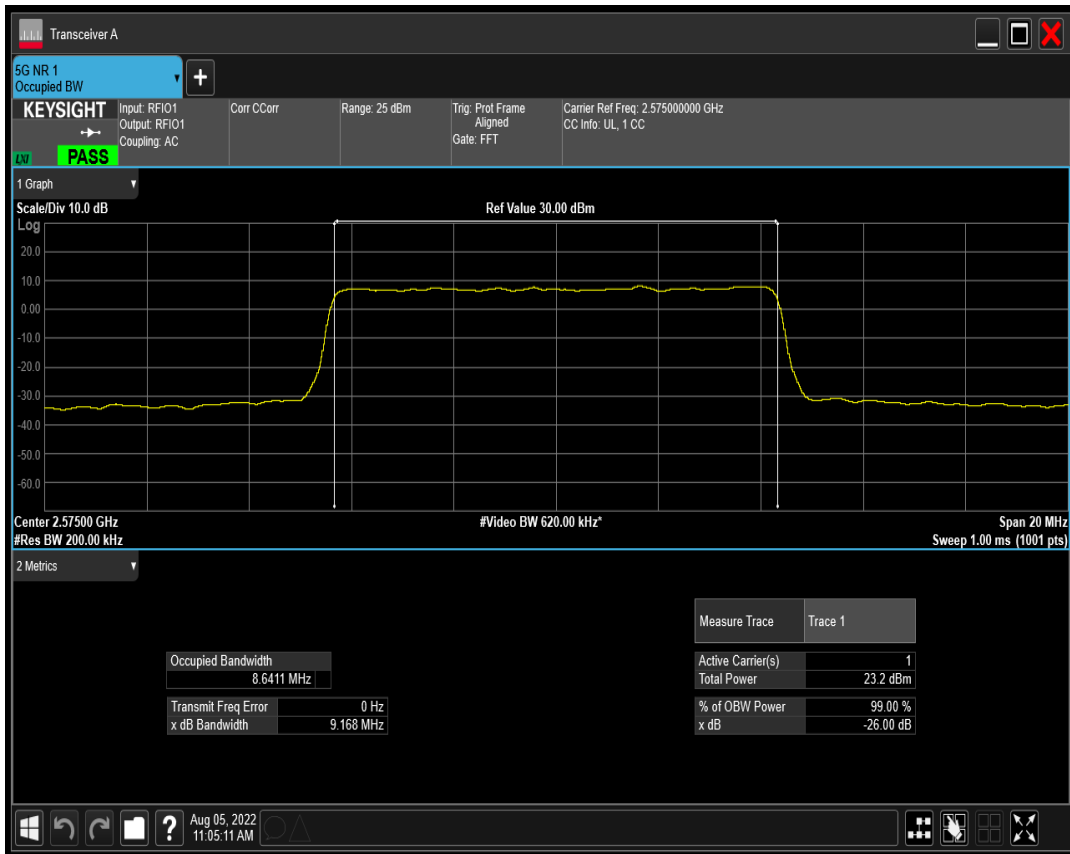 Transceiver A
5G NR 1
Occupied BW
+
KEYSIGHT
LXI
PASS
Input: RFIO1
Output: RFIO1
Coupling: AC
Corr CCorr
Range: 25 dBm
Trig: Prot Frame
Aligned
Gate: FFT
Carrier Ref Freq: 2.575000000 GHz
CC Info: UL, 1 CC
1 Graph
Scale/Div 10.0 dB
Ref Value 30.00 dBm
Log
20.0
10.0
0.00
-10.0
-20.0
-30.0
-40.0
-50.0
-60.0
Center 2.57500 GHz
#Video BW 620.00 kHz*
Span 20 MHz
#Res BW 200.00 kHz
Sweep 1.00 ms (1001 pts)
2 Metrics
Measure Trace Trace 1
Occupied Bandwidth
8.6411 MHz
Active Carrier(s) 1
Total Power 23.2 dBm
Transmit Freq Error 0 Hz
x dB Bandwidth 9.168 MHz
% of OBW Power 99.00 %
x dB -26.00 dB
?
Aug 05, 2022
11:05:11 AM